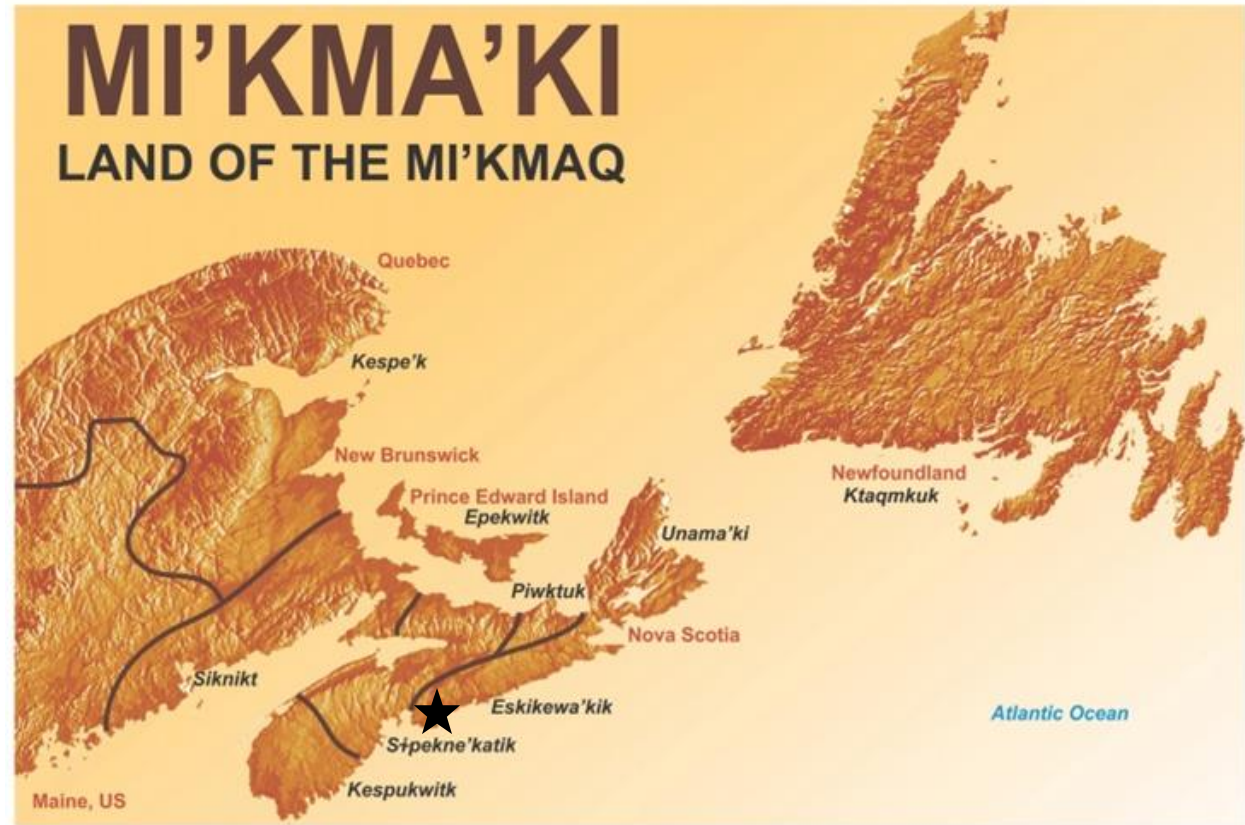 MI’KMA’KI
LAND OF THE MI’KMAQ
Quebec
Kespe’k
New Brunswick
Prince Edward Island
Epekwitk
Unama’ki
Newfoundland
Ktaqmkuk
Piwktuk
Nova Scotia
Siknikt
Eskikewa’kik
Atlantic Ocean
Sɨpekne’katik
Kespukwitk
Maine, US